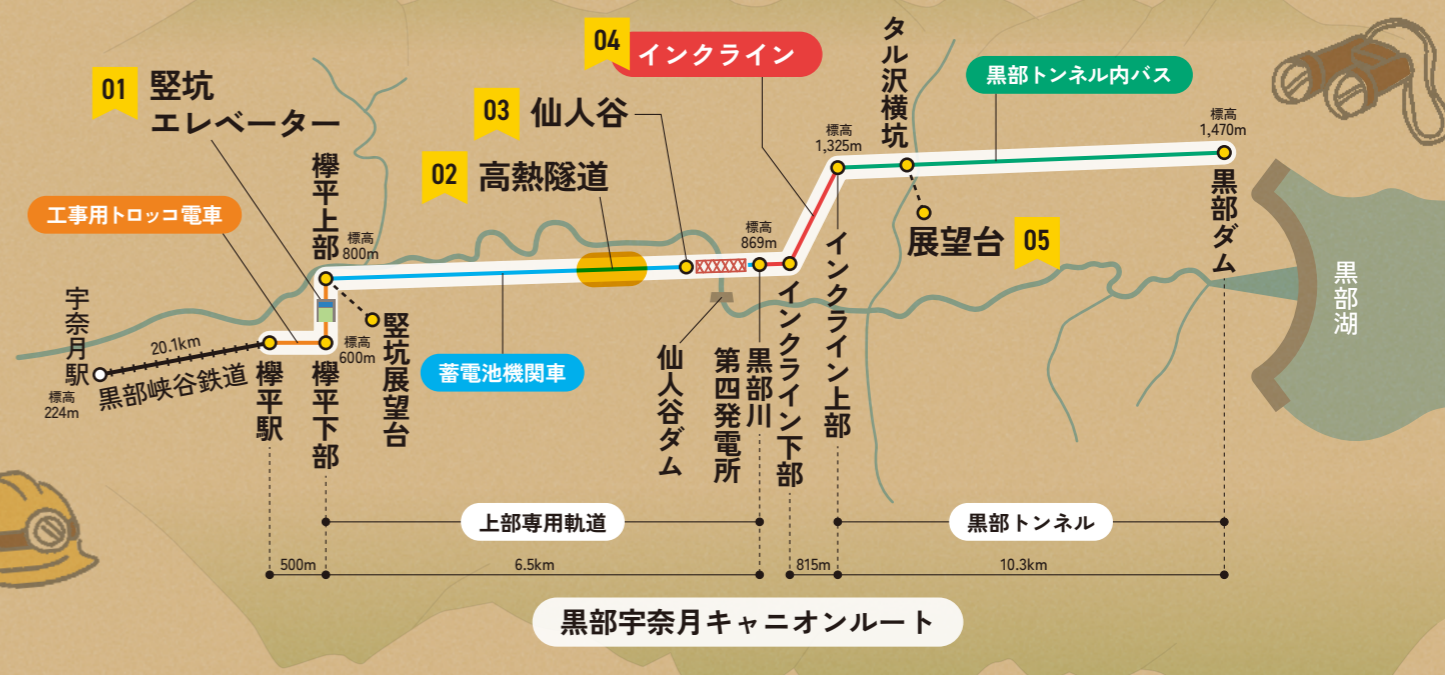 01
竪坑
エレベーター
工事用トロッコ電車
欅平上部
標高
800m
02
高熱隧道
03
仙人谷
04
インクライン
標高
869m
標高
1,325m
タル沢横坑
黒部トンネル内バス
標高
1,470m
黒部ダム
展望台
05
黒部湖
宇奈月駅
標高
224m
20.1km
黒部峡谷鉄道
欅平駅
欅平下部
標高
600m
竪坑展望台
蓄電池機関車
仙人谷ダム
黒部川
第四発電所
インクライン下部
インクライン上部
上部専用軌道
黒部トンネル
500m
6.5km
815m
10.3km
黒部宇奈月キャニオンルート